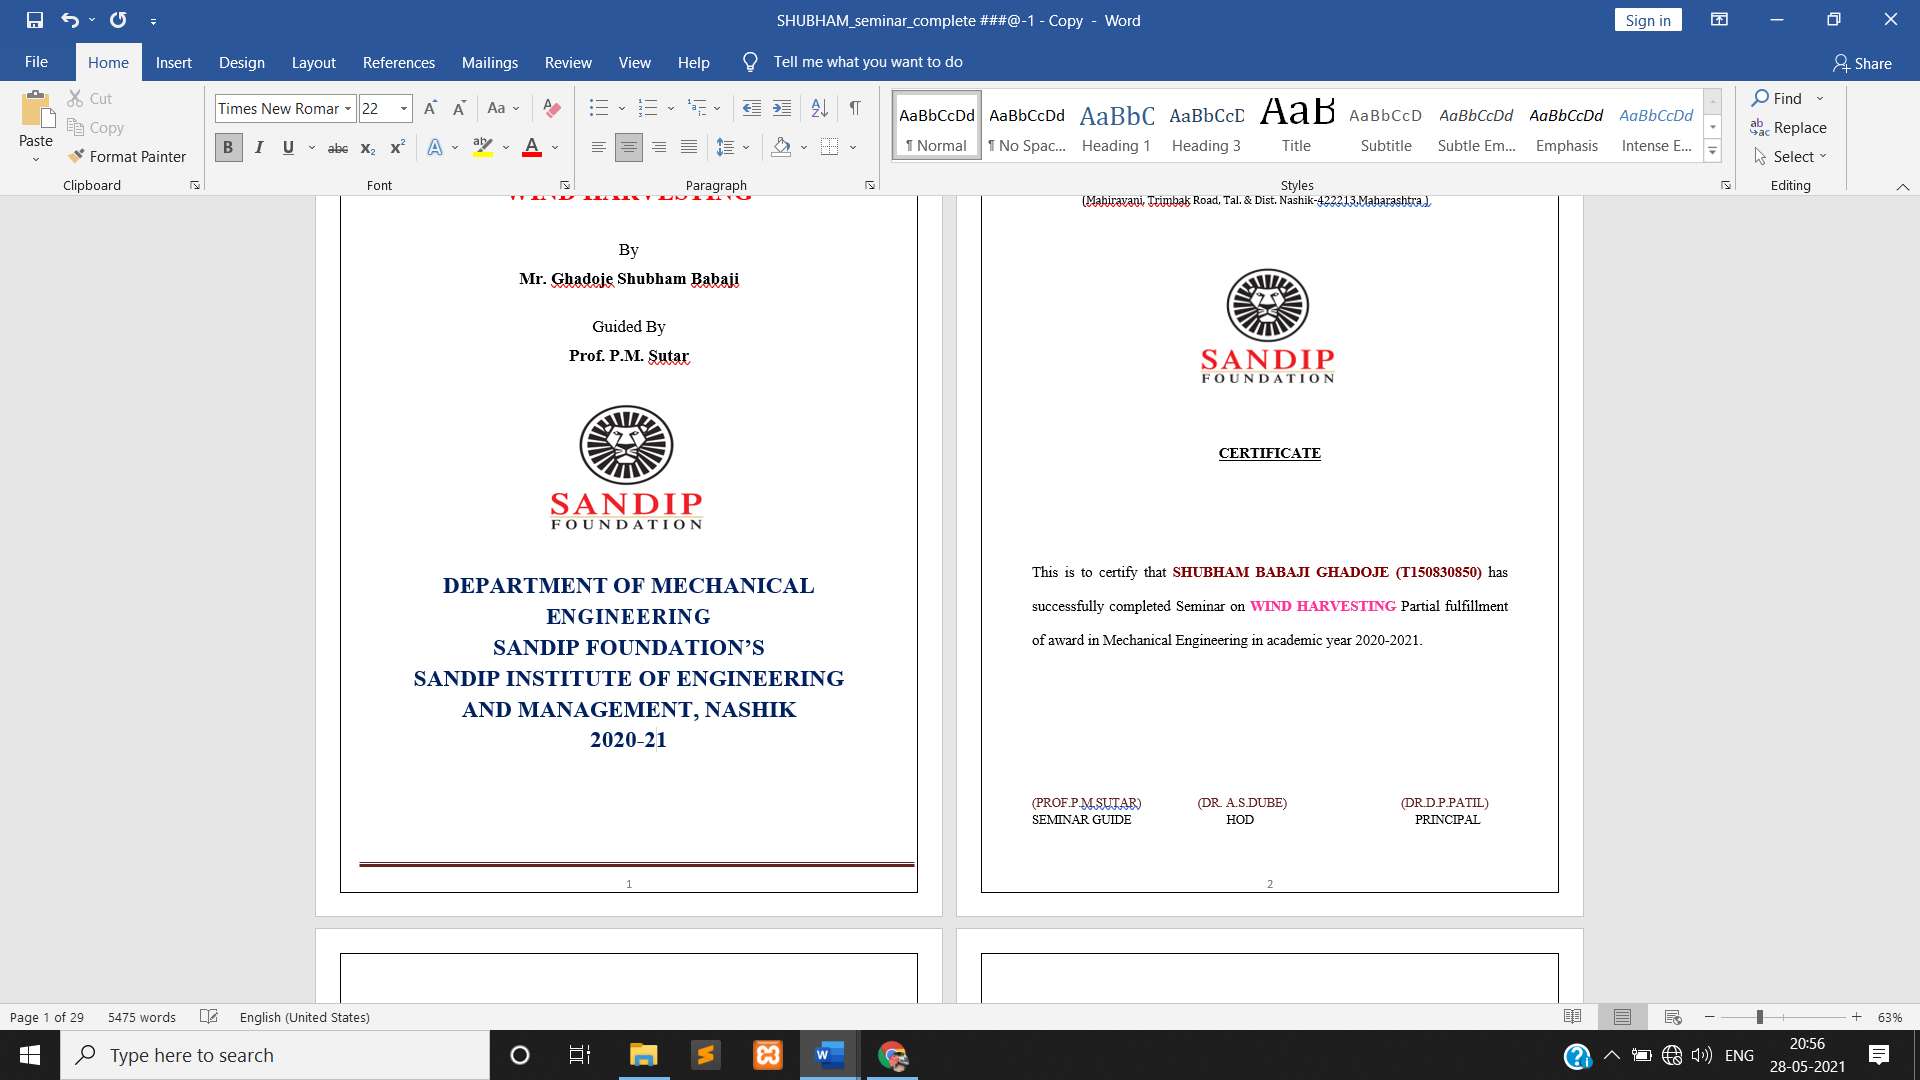 SHUBHAM_seminar_complete ###@-1 - Copy - Word
Sign in
File Home Insert Design Layout References Mailings Review View Help Tell me what you want to do
Share
Paste
Cut
Copy
Format Painter
Clipboard
Times New Romar 22
Aa
B I U abc x₂ x² A ab A
Font
Paragraph
AaBbCcDd AaBbCcDd AaBbC AaBbCcD AaB AaBbCcD AaBbCcDd AaBbCcDd AaBbCcDd
¶ Normal ¶ No Spac... Heading 1 Heading 3 Title Subtitle Subtle Em... Emphasis Intense E...
Styles
Find
Replace
Select
Editing
WIND HARVESTING
By
Mr. Ghadoje Shubham Babaji
Guided By
Prof. P.M. Sutar
SANDIP
FOUNDATION
DEPARTMENT OF MECHANICAL
ENGINEERING
SANDIP FOUNDATION’S
SANDIP INSTITUTE OF ENGINEERING
AND MANAGEMENT, NASHIK
2020-21
1
(Mahiravani, Trimbak Road, Tal. & Dist. Nashik-422213,Maharashtra )
SANDIP
FOUNDATION
CERTIFICATE
This is to certify that SHUBHAM BABAJI GHADOJE (T150830850) has
successfully completed Seminar on WIND HARVESTING Partial fulfillment
of award in Mechanical Engineering in academic year 2020-2021.
(PROF.P.M.SUTAR) (DR. A.S.DUBE) (DR.D.P.PATIL)
SEMINAR GUIDE HOD PRINCIPAL
2
Page 1 of 29 5475 words English (United States) 63%
Type here to search
ENG
20:56
28-05-2021